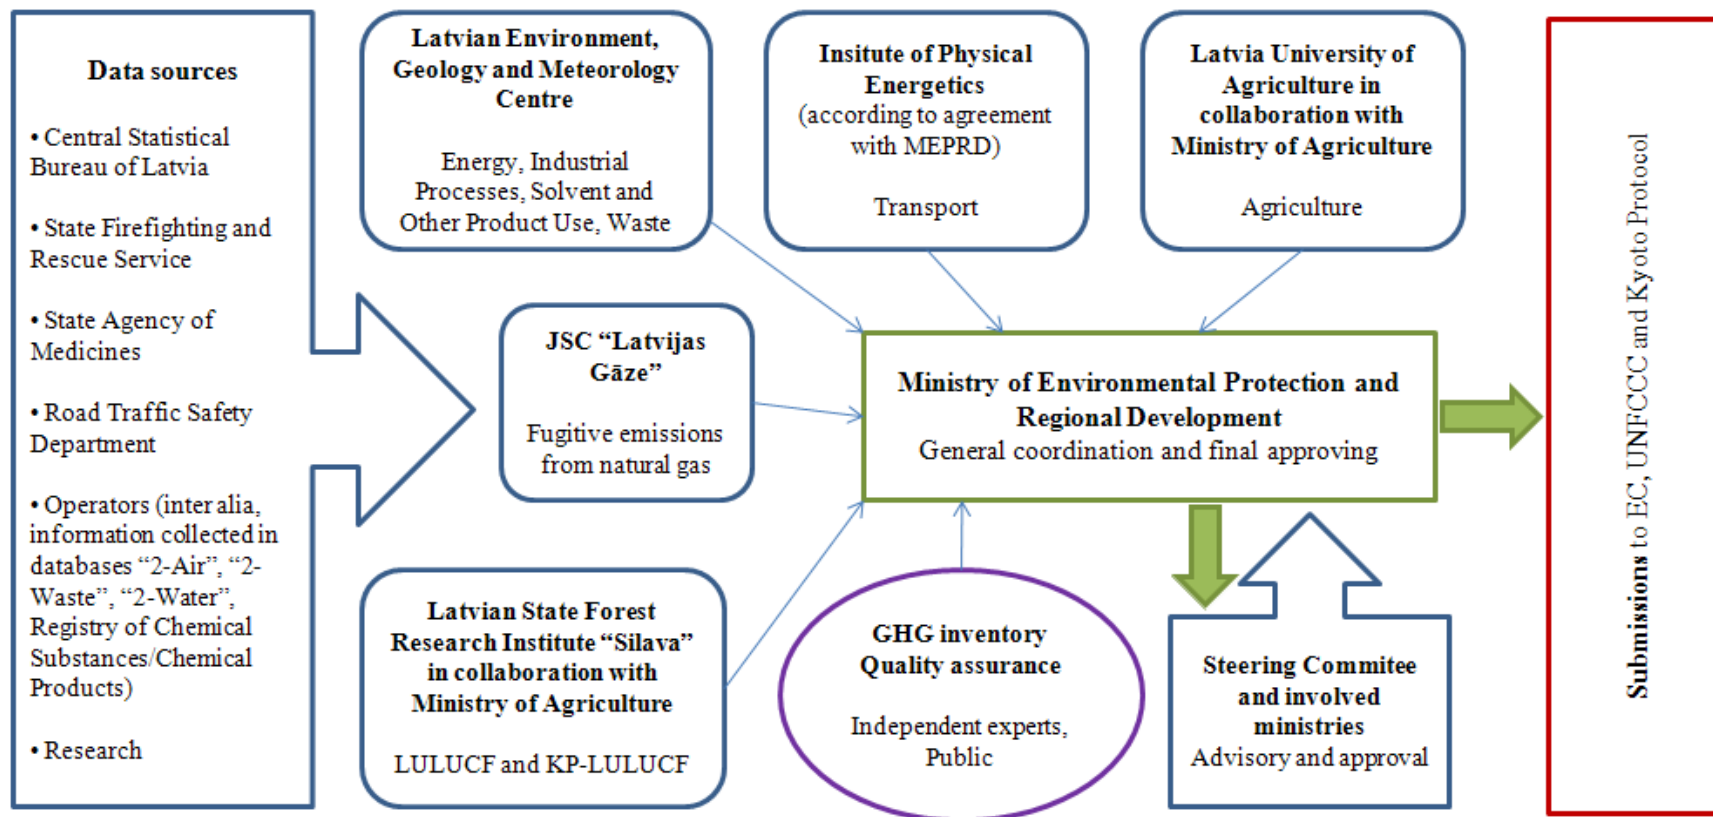 Data sources
• Central Statistical
Bureau of Latvia
• State Firefighting and
Rescue Service
• State Agency of
Medicines
• Road Traffic Safety
Department
• Operators (inter alia,
information collected in
databases “2-Air”, “2-
Waste”, “2-Water”,
Registry of Chemical
Substances/Chemical
Products)
• Research
Latvian Environment,
Geology and Meteorology
Centre
Energy, Industrial
Processes, Solvent and
Other Product Use, Waste
Insitute of Physical
Energetics
(according to agreement
with MEPRD)
Transport
Latvia University of
Agriculture in
collaboration with
Ministry of Agriculture
Agriculture
JSC “Latvijas
Gāze”
Fugitive emissions
from natural gas
Ministry of Environmental Protection and
Regional Development
General coordination and final approving
Latvian State Forest
Research Institute “Silava”
in collaboration with
Ministry of Agriculture
LULUCF and KP-LULUCF
GHG inventory
Quality assurance
Independent experts,
Public
Steering Commitee
and involved
ministries
Advisory and approval
Submissions to EC, UNFCCC and Kyoto Protocol